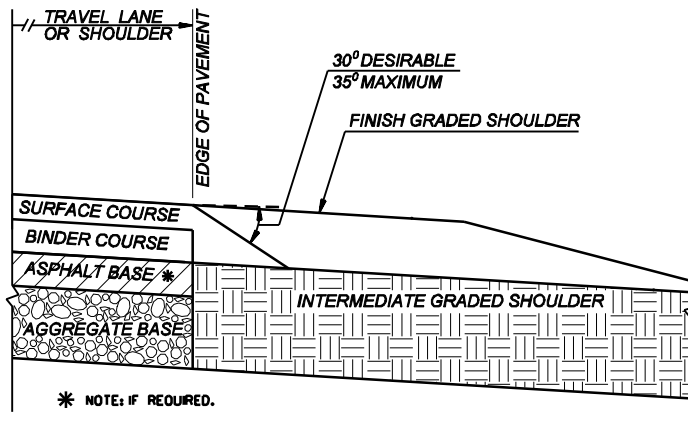 TRAVEL LANE
OR SHOULDER
EDGE OF PAVEMENT
30° DESIRABLE
35° MAXIMUM
FINISH GRADED SHOULDER
SURFACE COURSE
BINDER COURSE
ASPHALT BASE *
INTERMEDIATE GRADED SHOULDER
AGGREGATE BASE
* NOTE: IF REQUIRED.